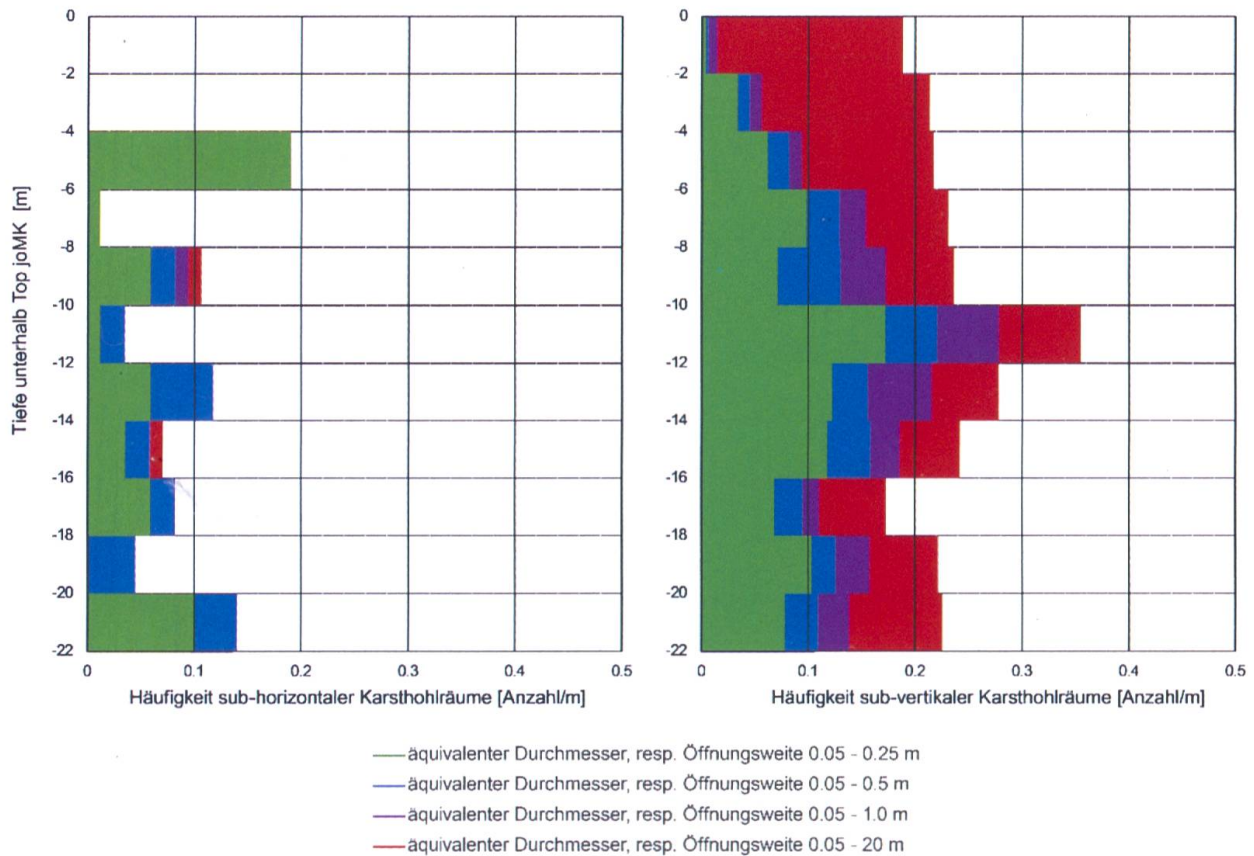 Tiefe unterhalb Top joMK [m]
0
-2
-4
-6
-8
-10
-12
-14
-16
-18
-20
-22
0 0.1 0.2 0.3 0.4 0.5
Häufigkeit sub-horizontaler Karsthohlräume [Anzahl/m]
0
-2
-4
-6
-8
-10
-12
-14
-16
-18
-20
-22
0 0.1 0.2 0.3 0.4 0.5
Häufigkeit sub-vertikaler Karsthohlräume [Anzahl/m]
äquivalenter Durchmesser, resp. Öffnungsweite 0.05 - 0.25 m
äquivalenter Durchmesser, resp. Öffnungsweite 0.05 - 0.5 m
äquivalenter Durchmesser, resp. Öffnungsweite 0.05 - 1.0 m
äquivalenter Durchmesser, resp. Öffnungsweite 0.05 - 20 m